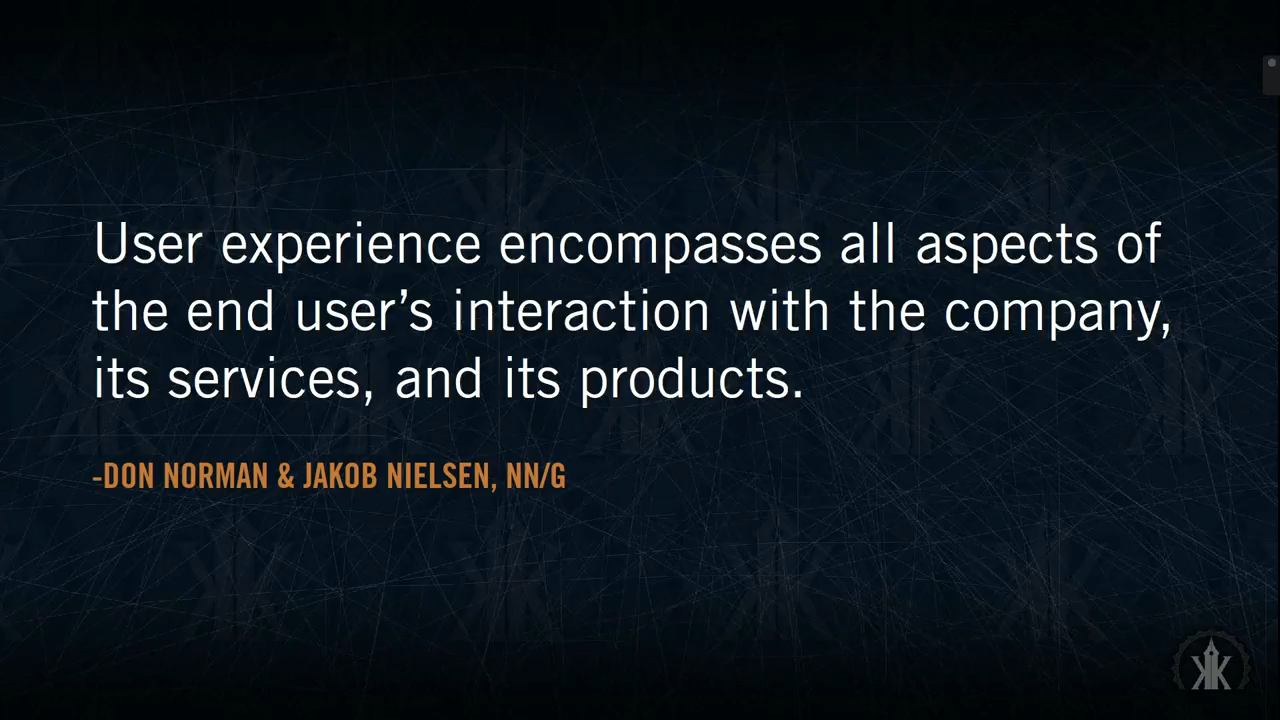 User experience encompasses all aspects of
the end user’s interaction with the company,
its services, and its products.
-DON NORMAN & JAKOB NIELSEN, NN/G